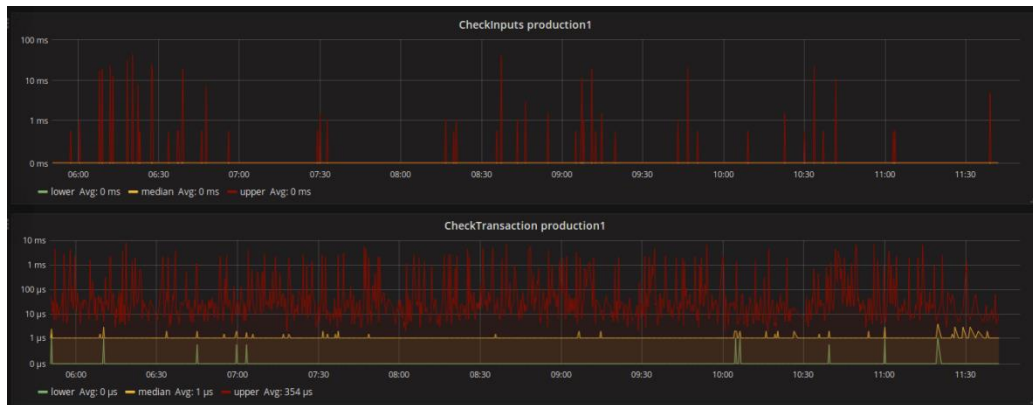 CheckInputs production1
100 ms
10 ms
1 ms
0 ms
06:00 06:30 07:00 07:30 08:00 08:30 09:00 09:30 10:00 10:30 11:00 11:30
lower Avg: 0 ms median Avg: 0 ms upper Avg: 0 ms
CheckTransaction production1
10 ms
1 ms
100 µs
10 µs
1 µs
0 µs
06:00 06:30 07:00 07:30 08:00 08:30 09:00 09:30 10:00 10:30 11:00 11:30
lower Avg: 0 µs median Avg: 1 µs upper Avg: 354 µs